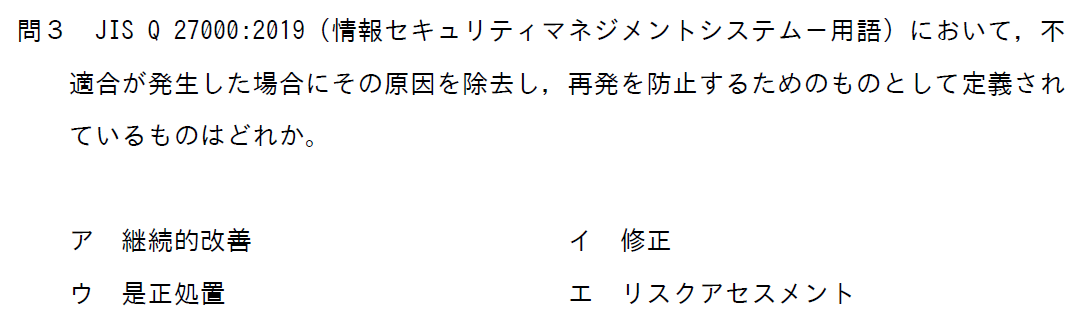 問３　JIS Q 27000:2019（情報セキュリティマネジメントシステム－用語）において，不
適合が発生した場合にその原因を除去し，再発を防止するためのものとして定義され
ているものはどれか。
ア　継続的改善　イ　修正
ウ　是正処置　エ　リスクアセスメント